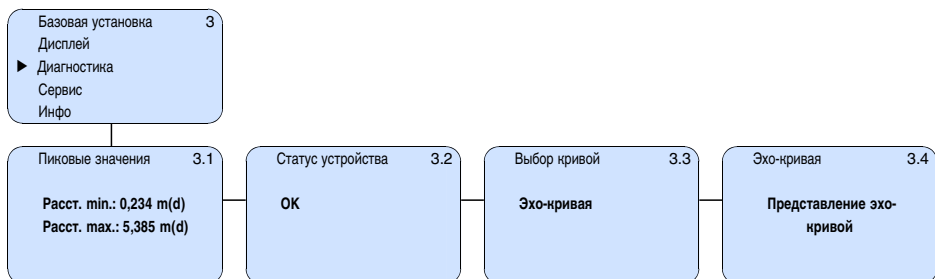 Базовая установка 3
Дисплей
▶ Диагностика
Сервис
Инфо
Пиковые значения 3.1
Расст. min.: 0,234 m(d)
Расст. max.: 5,385 m(d)
Статус устройства 3.2
OK
Выбор кривой 3.3
Эхо-кривая
Эхо-кривая 3.4
Представление эхо-
кривой